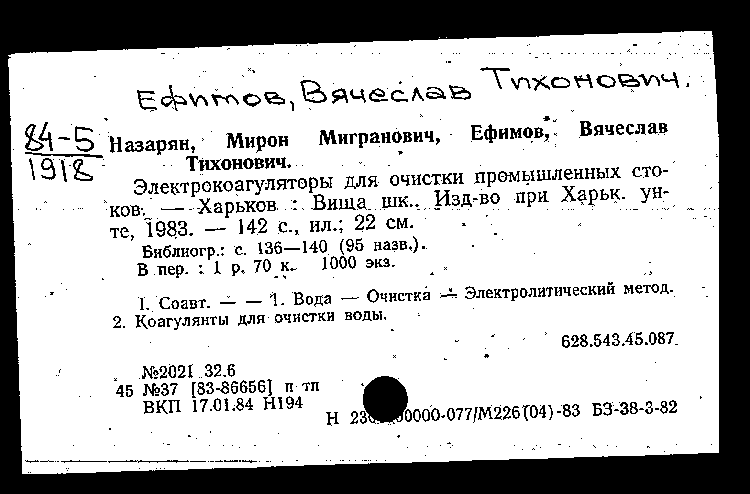 Ефимов, Вячеслав Тихонович.
84-5
1918
Назарян, Мирон Мигранович, Ефимов, Вячеслав
Тихонович.
Электрокоагуляторы для очистки промышленных сто-
ков. — Харьков : Вища шк.. Изд-во при Харьк. ун-
те, 1983. — 142 с., ил.; 22 см.
Библиогр.: с. 136—140 (95 назв.).
В пер. : 1 р. 70 к. 1000 экз.
I. Соавт. — — 1. Вода — Очистка — Электролитический метод.
2. Коагулянты для очистки воды.
628.543.45.087
№2021 32.6
45 №37 [83-86656] п тп
ВКП 17.01.84 Н194
Н 00000-077/М226(04)-83 БЗ-38-3-82